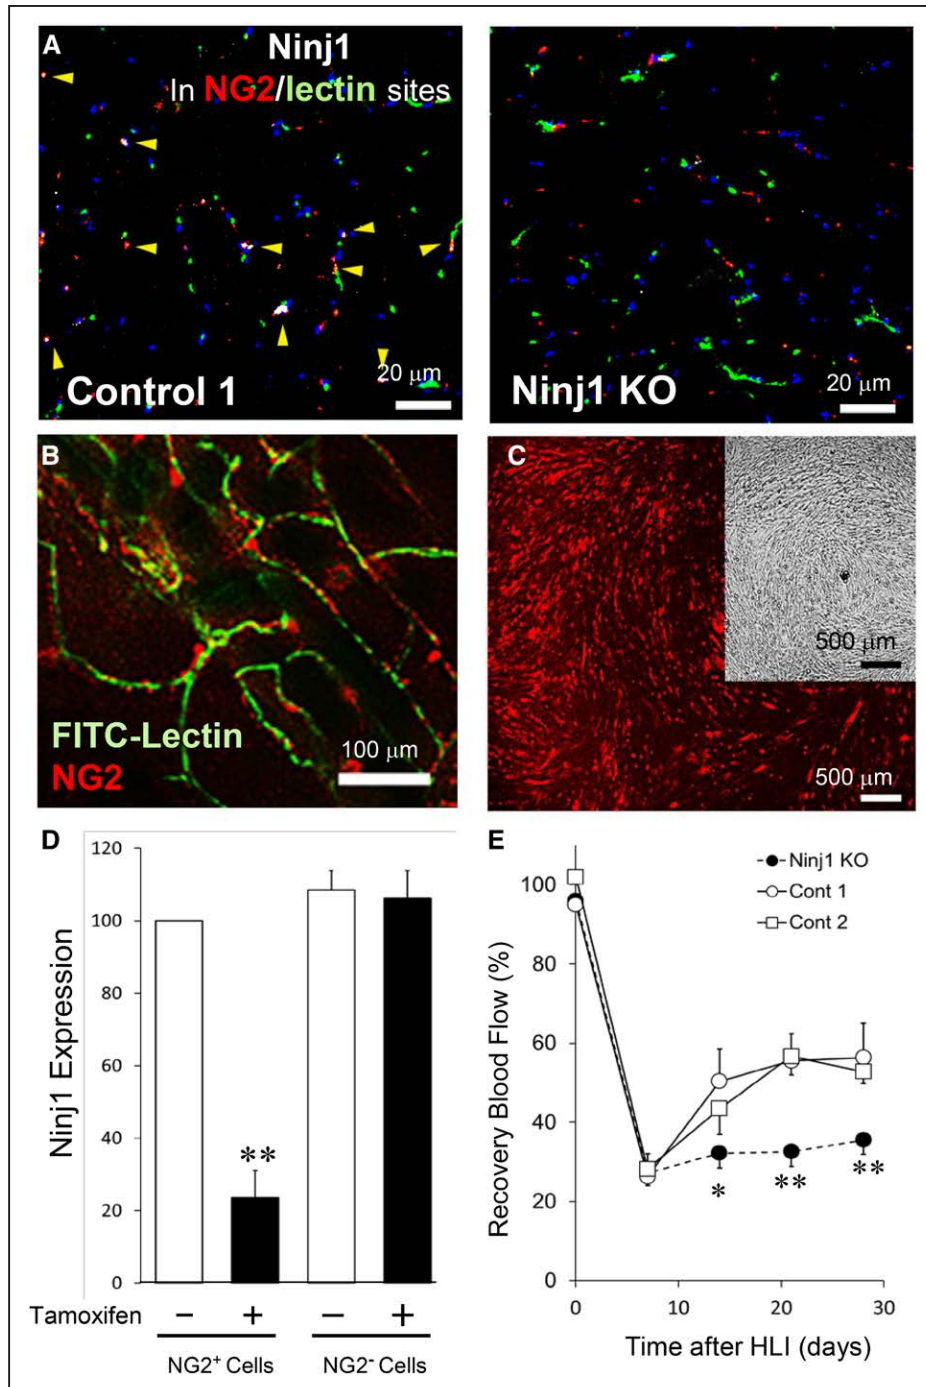 A
Ninj1
In NG2/lectin sites
Control 1
20 μm
Ninj1 KO
20 μm
B
FITC-Lectin
NG2
100 μm
C
500 μm
500 μm
D
120
100
80
60
40
20
0
Ninj1 Expression
**
Tamoxifen − + − +
NG2⁺ Cells NG2⁻ Cells
E
Ninj1 KO
Cont 1
Cont 2
100
80
60
40
20
0
Recovery Blood Flow (%)
* ** **
0 10 20 30
Time after HLI (days)